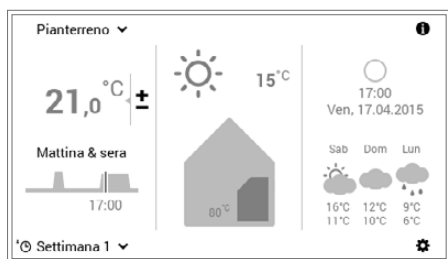 Pianterreno
21,0 °C ±
Mattina & sera
17:00
Settimana 1
15°C
80°C
17:00
Ven, 17.04.2015
Sab Dom Lun
16°C 12°C 9°C
11°C 10°C 6°C